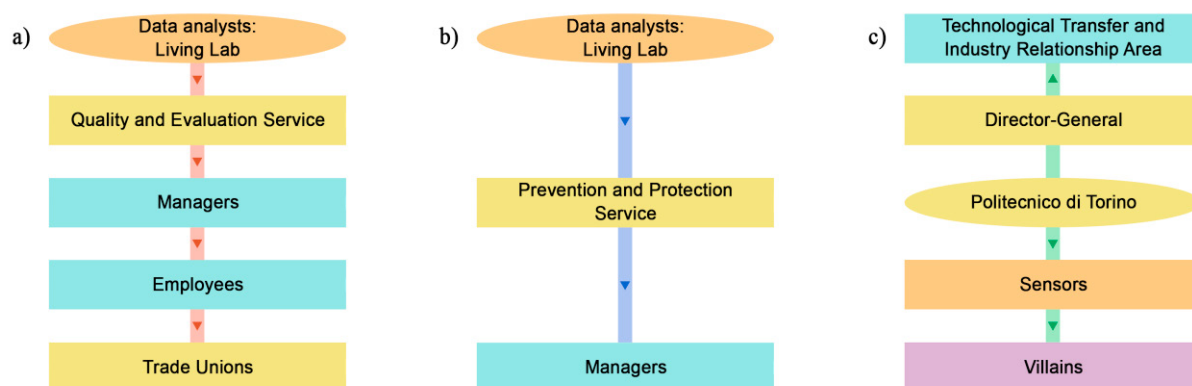 a)
Data analysts:
Living Lab
Quality and Evaluation Service
Managers
Employees
Trade Unions
b)
Data analysts:
Living Lab
Prevention and Protection
Service
Managers
c)
Technological Transfer and
Industry Relationship Area
Director-General
Politecnico di Torino
Sensors
Villains